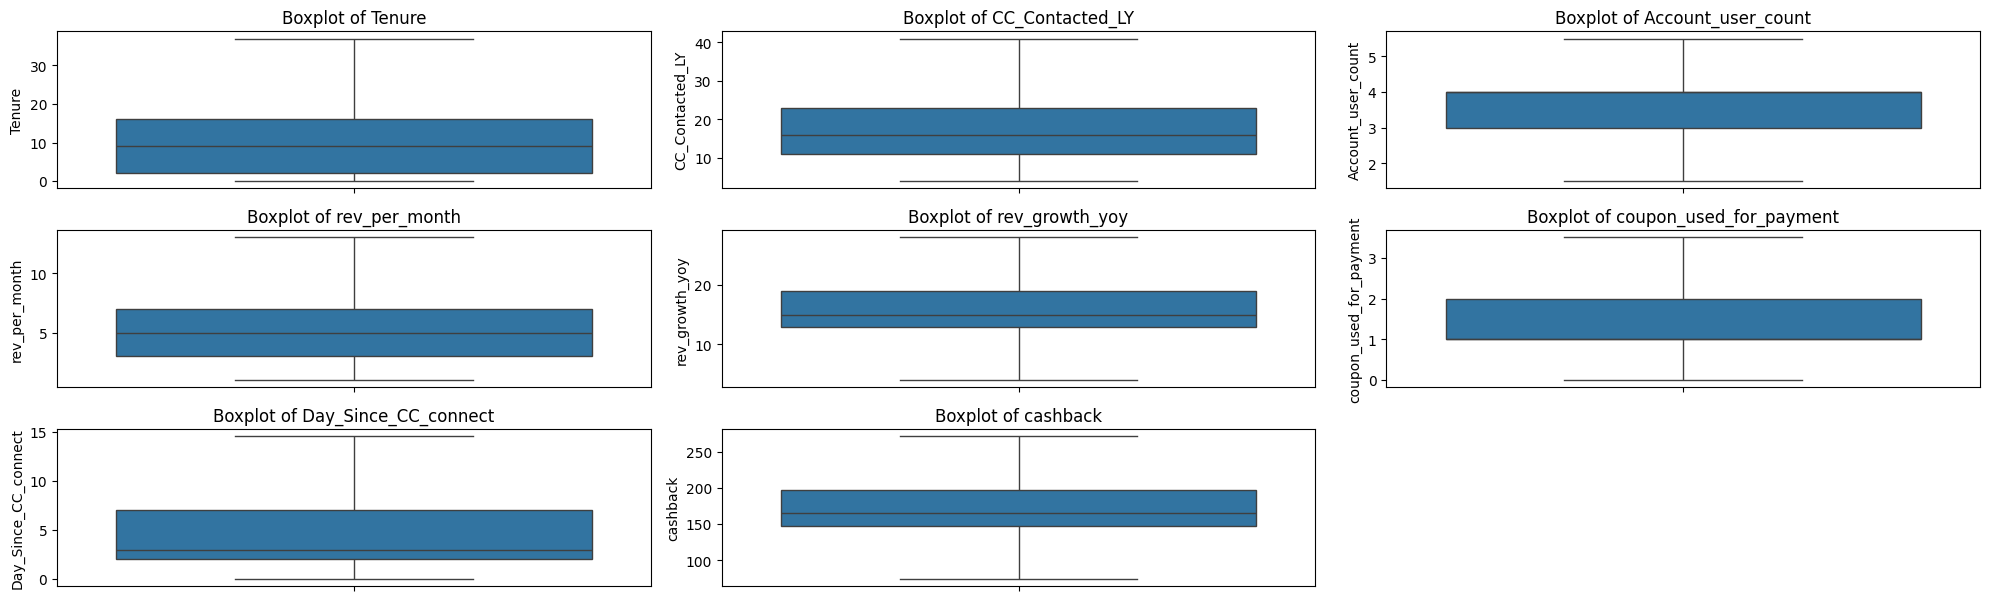 Boxplot of Tenure
Tenure
30
20
10
0
Boxplot of CC_Contacted_LY
CC_Contacted_LY
40
30
20
10
Boxplot of Account_user_count
Account_user_count
5
4
3
2
Boxplot of rev_per_month
rev_per_month
10
5
Boxplot of rev_growth_yoy
rev_growth_yoy
20
10
Boxplot of coupon_used_for_payment
coupon_used_for_payment
3
2
1
0
Boxplot of Day_Since_CC_connect
Day_Since_CC_connect
15
10
5
0
Boxplot of cashback
cashback
250
200
150
100